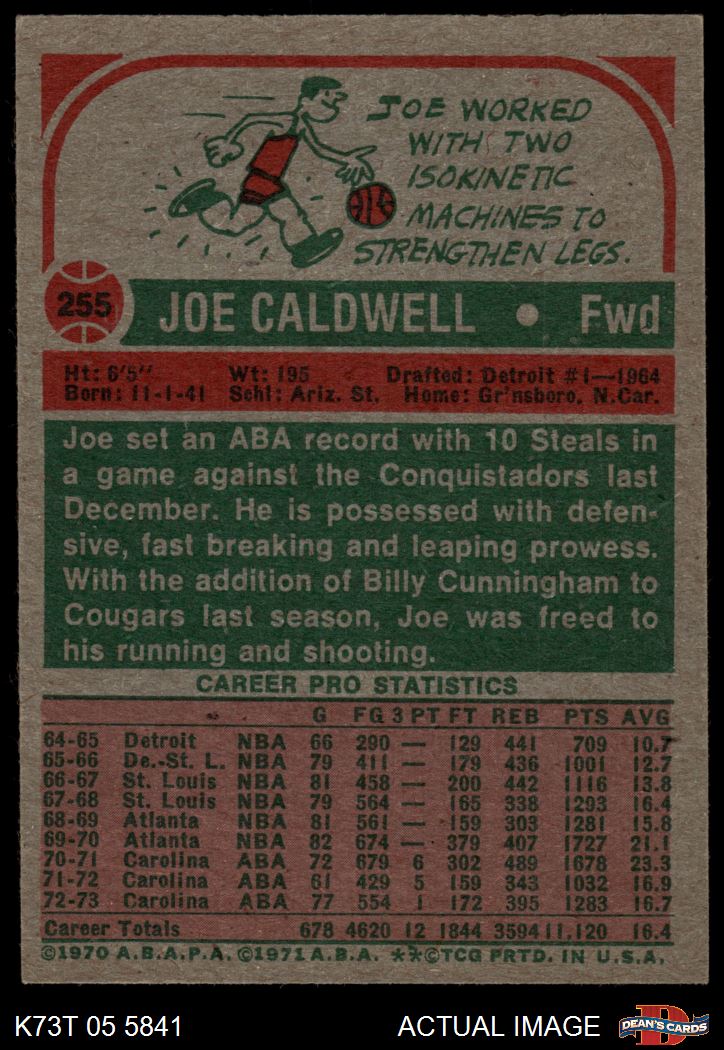 JOE WORKED
WITH TWO
ISOKINETIC
MACHINES TO
STRENGTHEN LEGS.
255 JOE CALDWELL • Fwd
Ht: 6'5" Wt: 195 Drafted: Detroit #1—1964
Born: 11-1-41 Schl: Ariz. St. Home: Gr'nsboro, N.Car.
Joe set an ABA record with 10 Steals in
a game against the Conquistadors last
December. He is possessed with defen-
sive, fast breaking and leaping prowess.
With the addition of Billy Cunningham to
Cougars last season, Joe was freed to
his running and shooting.
CAREER PRO STATISTICS
G FG 3 PT FT REB PTS AVG
64-65 Detroit NBA 66 290 — 129 441 709 10.7
65-66 De.-St. L. NBA 79 411 — 179 436 1001 12.7
66-67 St. Louis NBA 81 458 — 200 442 1116 13.8
67-68 St. Louis NBA 79 564 — 165 338 1293 16.4
68-69 Atlanta NBA 81 561 — 159 303 1281 15.8
69-70 Atlanta NBA 82 674 — 379 407 1727 21.1
70-71 Carolina ABA 72 679 6 302 489 1678 23.3
71-72 Carolina ABA 61 429 5 159 343 1032 16.9
72-73 Carolina ABA 77 554 1 172 395 1283 16.7
Career Totals 678 4620 12 1844 3594 11,120 16.4
©1970 A.B.A.P.A. ©1971 A.B.A. **©TCG PRTD. IN U.S.A.
K73T 05 5841 ACTUAL IMAGE DEAN'S CARDS